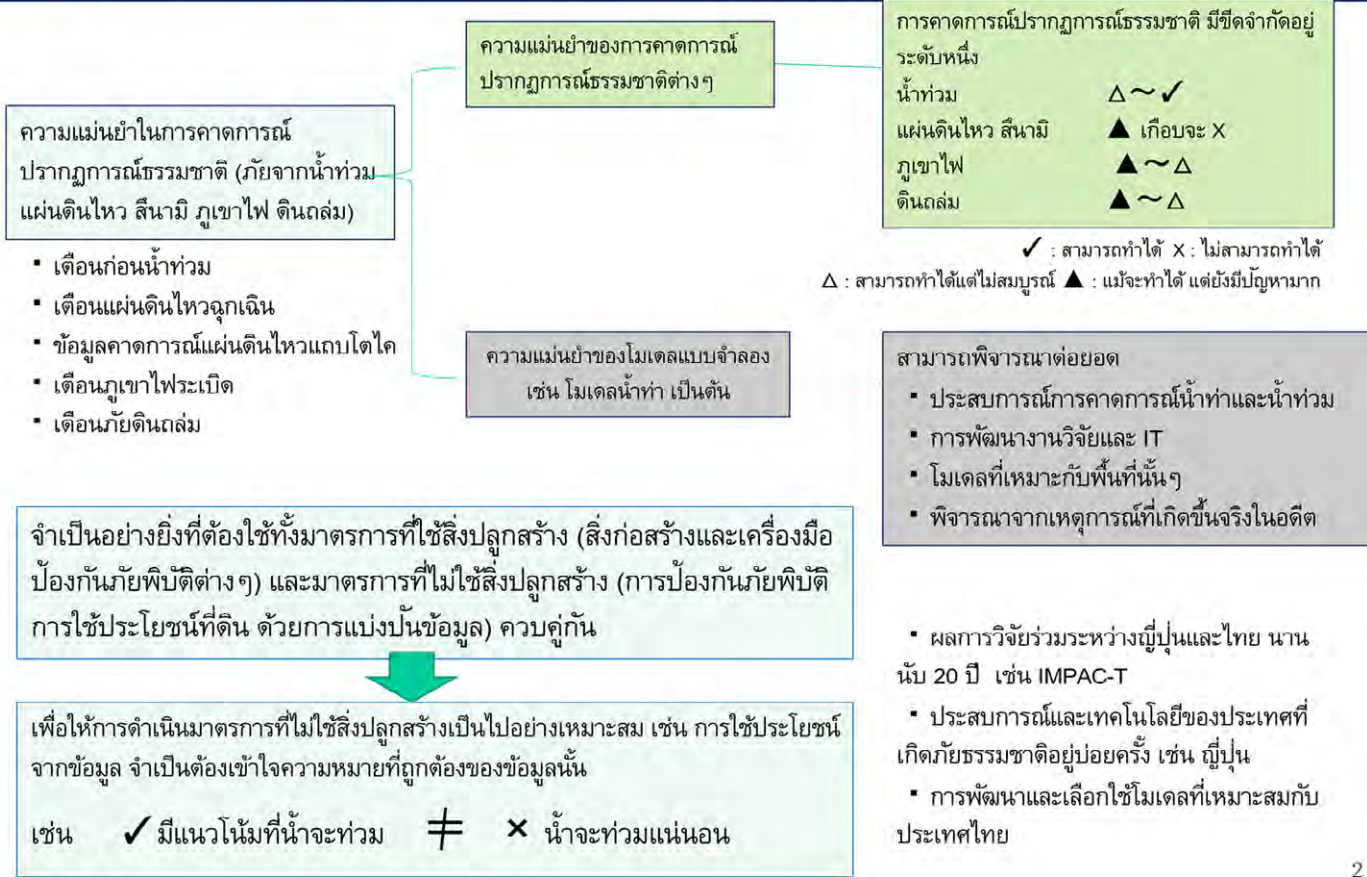 ความแม่นยำในการคาดการณ์
ปรากฏการณ์ธรรมชาติ (ภัยจากน้ำท่วม
แผ่นดินไหว สึนามิ ภูเขาไฟ ดินถล่ม)
▪ เตือนก่อนน้ำท่วม
▪ เตือนแผ่นดินไหวฉุกเฉิน
▪ ข้อมูลคาดการณ์แผ่นดินไหวแถบโตไค
▪ เตือนภูเขาไฟระเบิด
▪ เตือนภัยดินถล่ม
ความแม่นยำของการคาดการณ์
ปรากฏการณ์ธรรมชาติต่างๆ
การคาดการณ์ปรากฏการณ์ธรรมชาติ มีขีดจำกัดอยู่
ระดับหนึ่ง
น้ำท่วม △～✓
แผ่นดินไหว สึนามิ ▲ เกือบจะ X
ภูเขาไฟ ▲～△
ดินถล่ม ▲～△
✓ : สามารถทำได้ X : ไม่สามารถทำได้
△ : สามารถทำได้แต่ไม่สมบูรณ์ ▲ : แม้จะทำได้ แต่ยังมีปัญหามาก
ความแม่นยำของโมเดลแบบจำลอง
เช่น โมเดลน้ำท่า เป็นต้น
สามารถพิจารณาต่อยอด
▪ ประสบการณ์การคาดการณ์น้ำท่าและน้ำท่วม
▪ การพัฒนางานวิจัยและ IT
▪ โมเดลที่เหมาะกับพื้นที่นั้นๆ
▪ พิจารณาจากเหตุการณ์ที่เกิดขึ้นจริงในอดีต
จำเป็นอย่างยิ่งที่ต้องใช้ทั้งมาตรการที่ใช้สิ่งปลูกสร้าง (สิ่งก่อสร้างและเครื่องมือ
ป้องกันภัยพิบัติต่างๆ) และมาตรการที่ไม่ใช้สิ่งปลูกสร้าง (การป้องกันภัยพิบัติ
การใช้ประโยชน์ที่ดิน ด้วยการแบ่งปันข้อมูล) ควบคู่กัน
เพื่อให้การดำเนินมาตรการที่ไม่ใช้สิ่งปลูกสร้างเป็นไปอย่างเหมาะสม เช่น การใช้ประโยชน์
จากข้อมูล จำเป็นต้องเข้าใจความหมายที่ถูกต้องของข้อมูลนั้น
เช่น ✓ มีแนวโน้มที่น้ำจะท่วม ≠ × น้ำจะท่วมแน่นอน
▪ ผลการวิจัยร่วมระหว่างญี่ปุ่นและไทย นาน
นับ 20 ปี เช่น IMPAC-T
▪ ประสบการณ์และเทคโนโลยีของประเทศที่
เกิดภัยธรรมชาติอยู่บ่อยครั้ง เช่น ญี่ปุ่น
▪ การพัฒนาและเลือกใช้โมเดลที่เหมาะสมกับ
ประเทศไทย
2